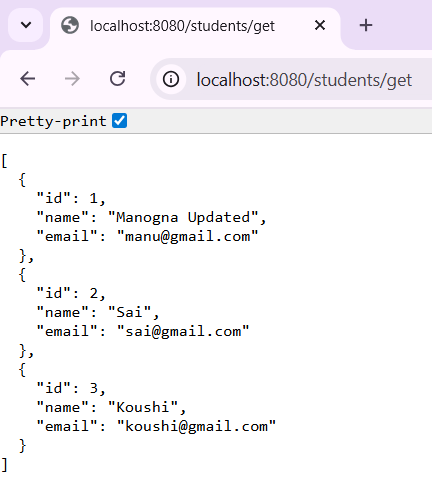 localhost:8080/students/get
localhost:8080/students/get
Pretty-print
[
  {
    "id": 1,
    "name": "Manogna Updated",
    "email": "manu@gmail.com"
  },
  {
    "id": 2,
    "name": "Sai",
    "email": "sai@gmail.com"
  },
  {
    "id": 3,
    "name": "Koushi",
    "email": "koushi@gmail.com"
  }
]